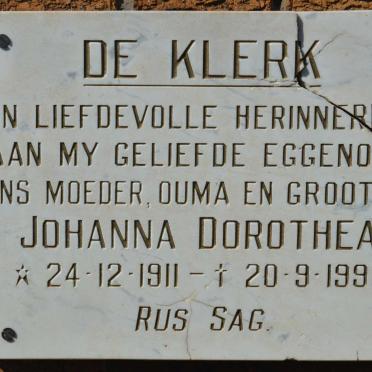 DE KLERK
N LIEFDEVOLLE HERINNER
AAN MY GELIEFDE EGGENO
NS MOEDER, OUMA EN GROOT
JOHANNA DOROTHEA
☆ 24-12-1911 - † 20-9-199
RUS SAG.